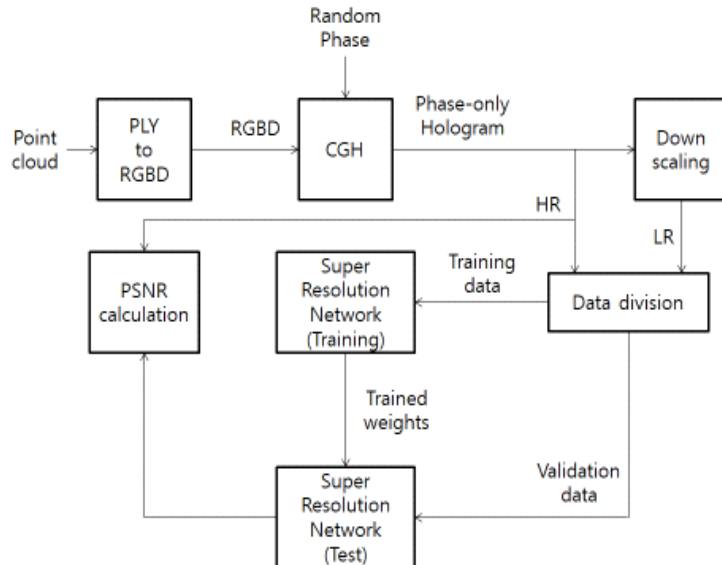 Random
Phase
Point
cloud
PLY
to
RGBD
RGBD
CGH
Phase-only
Hologram
Down
scaling
HR
LR
PSNR
calculation
Super
Resolution
Network
(Training)
Training
data
Data division
Trained
weights
Validation
data
Super
Resolution
Network
(Test)